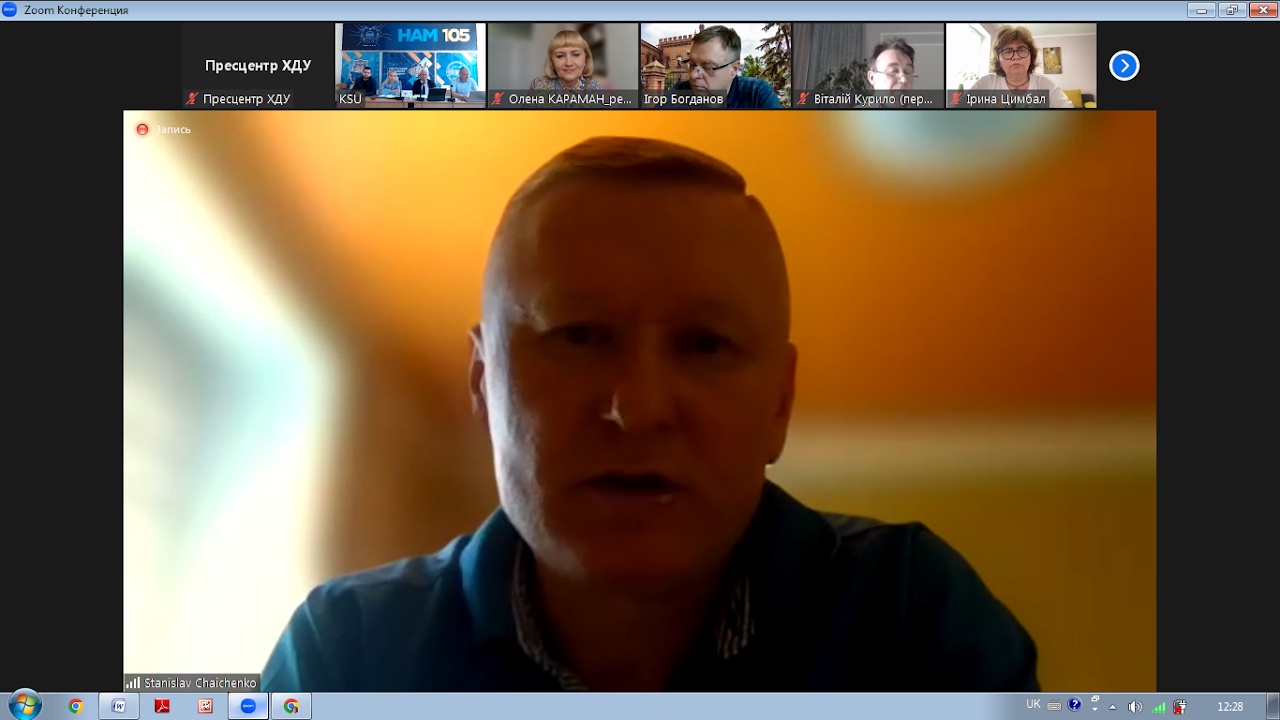 Zoom Конференция
Пресцентр ХДУ
Пресцентр ХДУ
НАМ 105
KSU
Олена КАРАМАН_ре...
Ігор Богданов
Віталій Курило (пер...
Ірина Цимбал
Запись
Stanislav Chaichenko
UK
12:28